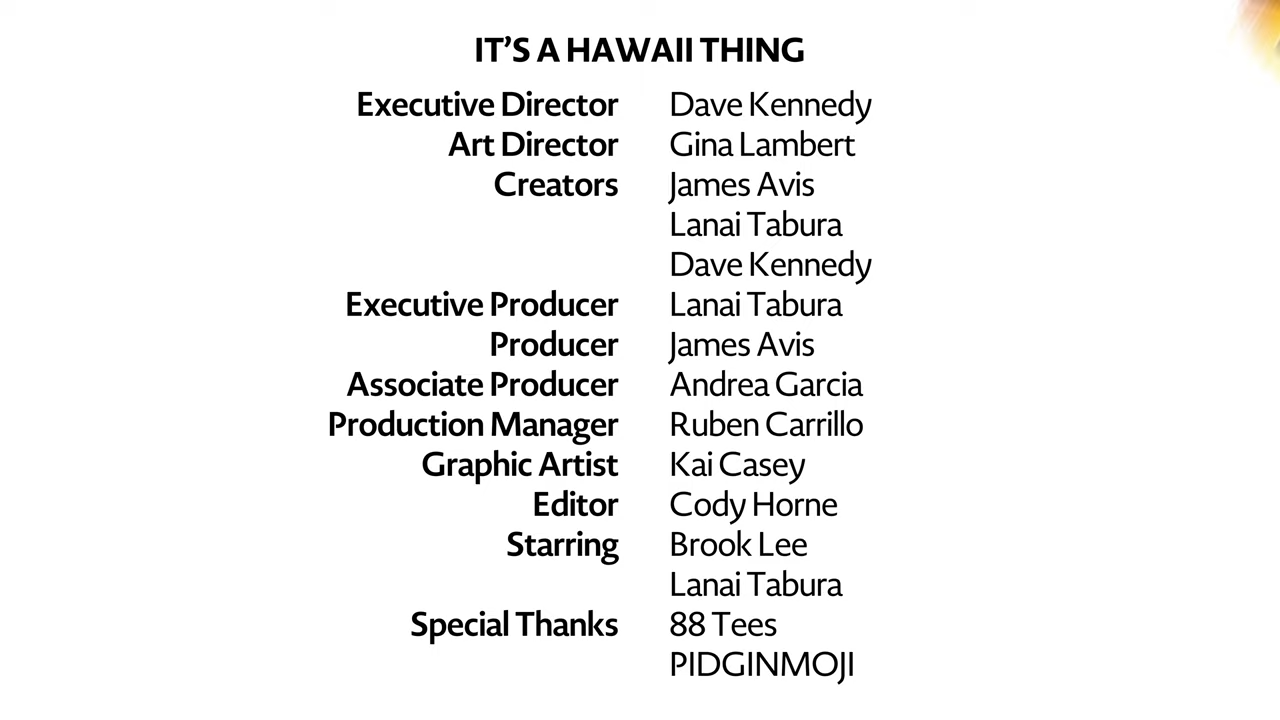 IT'S A HAWAII THING
Executive Director Dave Kennedy
Art Director Gina Lambert
Creators James Avis
Lanai Tabura
Dave Kennedy
Executive Producer Lanai Tabura
Producer James Avis
Associate Producer Andrea Garcia
Production Manager Ruben Carrillo
Graphic Artist Kai Casey
Editor Cody Horne
Starring Brook Lee
Lanai Tabura
Special Thanks 88 Tees
PIDGINMOJI